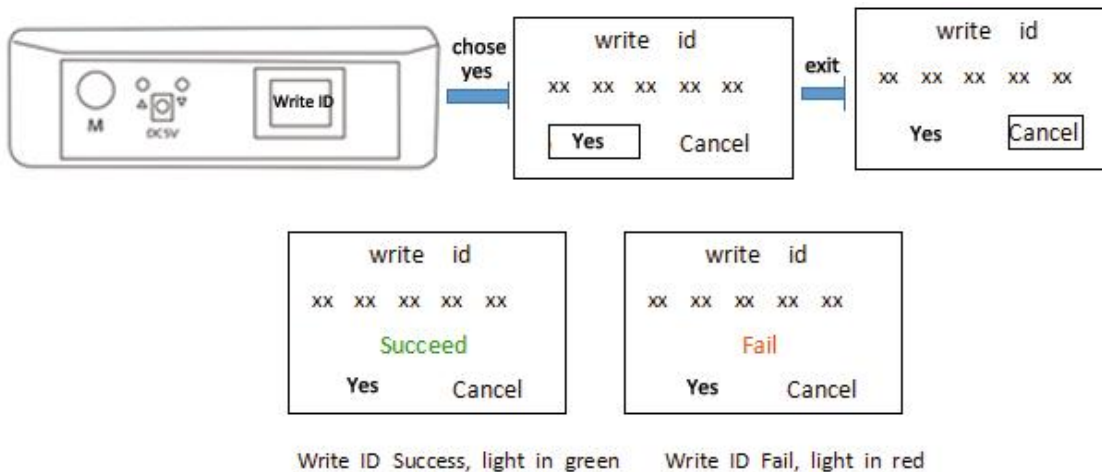 chose
yes
exit
M
DC5V
Write ID
write id
xx xx xx xx xx
Yes Cancel
write id
xx xx xx xx xx
Yes Cancel
write id
xx xx xx xx xx
Succeed
Yes Cancel
write id
xx xx xx xx xx
Fail
Yes Cancel
Write ID Success, light in green
Write ID Fail, light in red